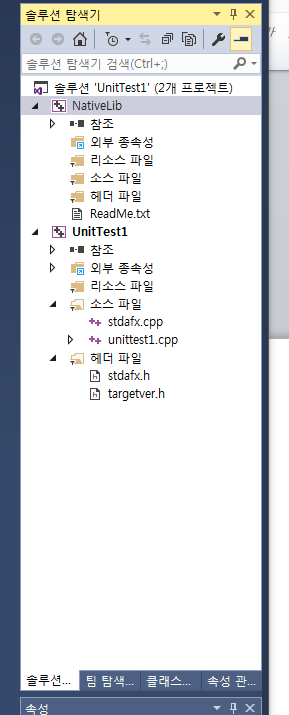 솔루션 탐색기
솔루션 탐색기 검색(Ctrl+;)
솔루션 'UnitTest1' (2개 프로젝트)
NativeLib
참조
외부 종속성
리소스 파일
소스 파일
헤더 파일
ReadMe.txt
UnitTest1
참조
외부 종속성
리소스 파일
소스 파일
stdafx.cpp
unittest1.cpp
헤더 파일
stdafx.h
targetver.h
솔루션... 팀 탐색... 클래스... 속성 관...
속성